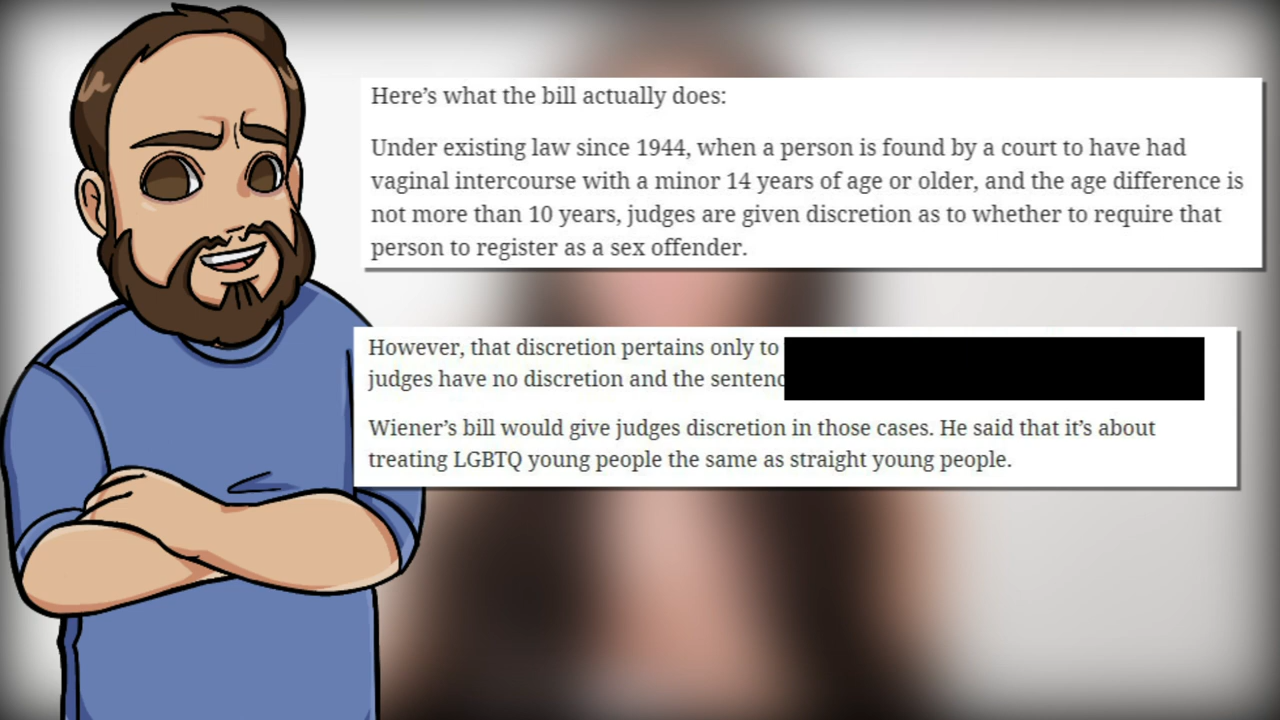 Here’s what the bill actually does:
Under existing law since 1944, when a person is found by a court to have had
vaginal intercourse with a minor 14 years of age or older, and the age difference is
not more than 10 years, judges are given discretion as to whether to require that
person to register as a sex offender.
However, that discretion pertains only to
judges have no discretion and the
Wiener’s bill would give judges discretion in those cases. He said that it’s about
treating LGBTQ young people the same as straight young people.